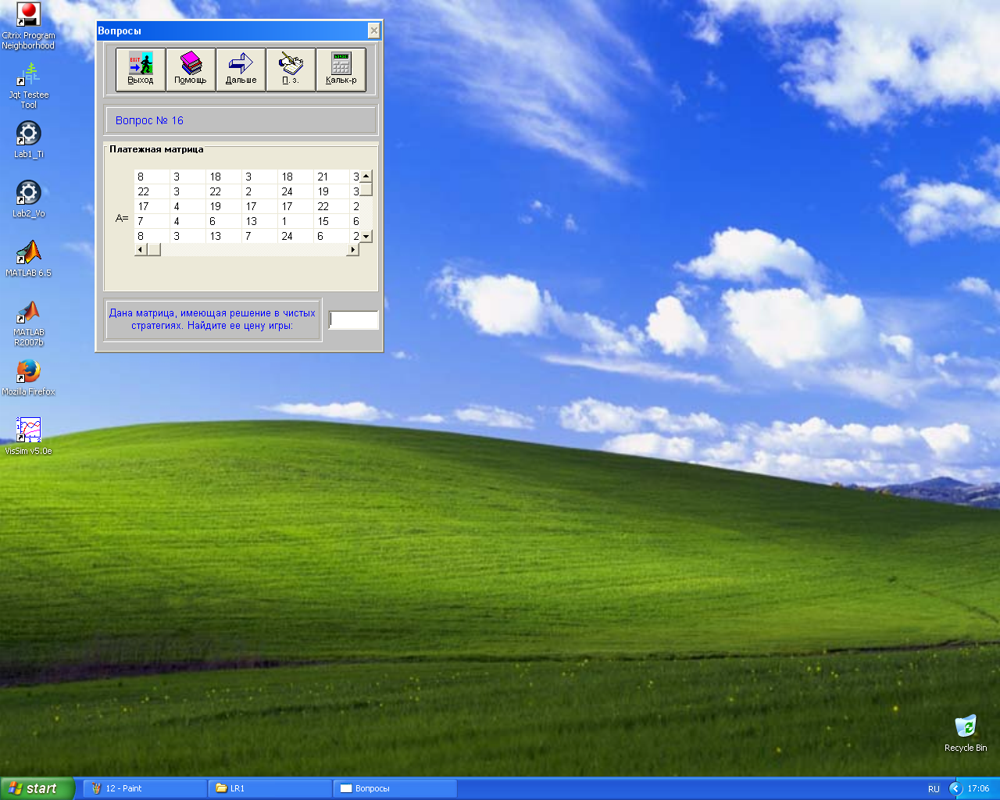 Citrix Program
Neighborhood
Jqt Testee
Tool
Lab1_Ti
Lab2_Vo
MATLAB 6.5
MATLAB
R2007b
Mozilla Firefox
VisSim v5.0e
Вопросы
EXIT
Выход
Помощь
Дальше
П. з.
Кальк-р
Вопрос № 16
Платежная матрица
A=
8 3 18 3 18 21 3
22 3 22 2 24 19 3
17 4 19 17 17 22 2
7 4 6 13 1 15 6
8 3 13 7 24 6 2
Дана матрица, имеющая решение в чистых
стратегиях. Найдите ее цену игры:
Recycle Bin
start
12 - Paint
LR1
Вопросы
RU
17:06